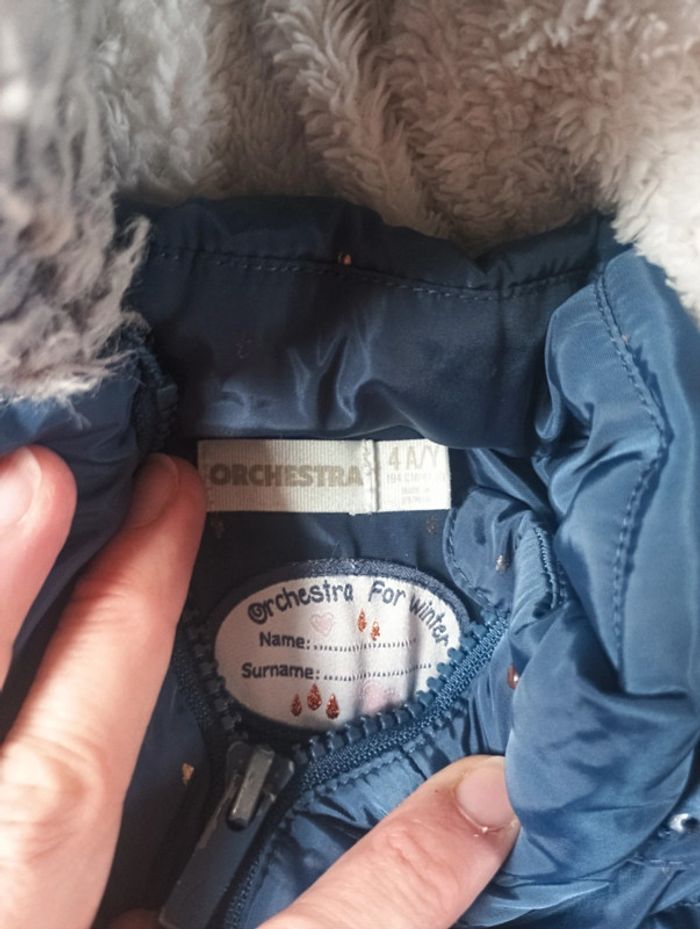 ORCHESTRA
4 A/Y
Orchestra For Winter
Name:
Surname: